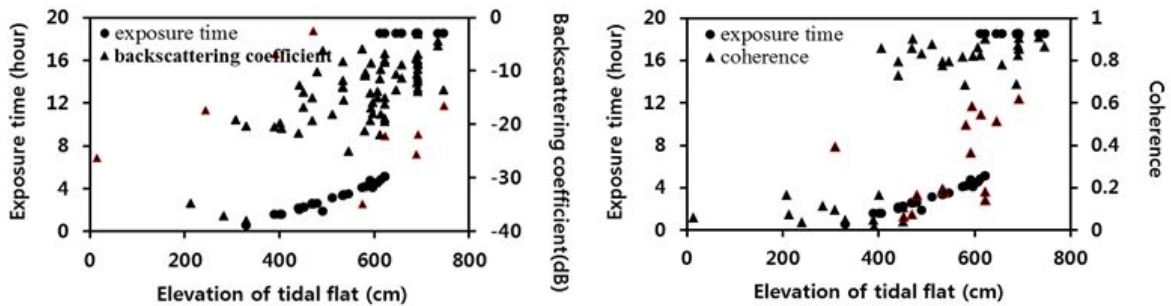 20
16
12
8
4
0
Exposure time (hour)
exposure time
backscattering coefficient
0
-10
-20
-30
-40
Backscattering coefficient(dB)
0 200 400 600 800
Elevation of tidal flat (cm)
20
16
12
8
4
0
Exposure time (hour)
exposure time
coherence
1
0.8
0.6
0.4
0.2
0
Coherence
0 200 400 600 800
Elevation of tidal flat (cm)